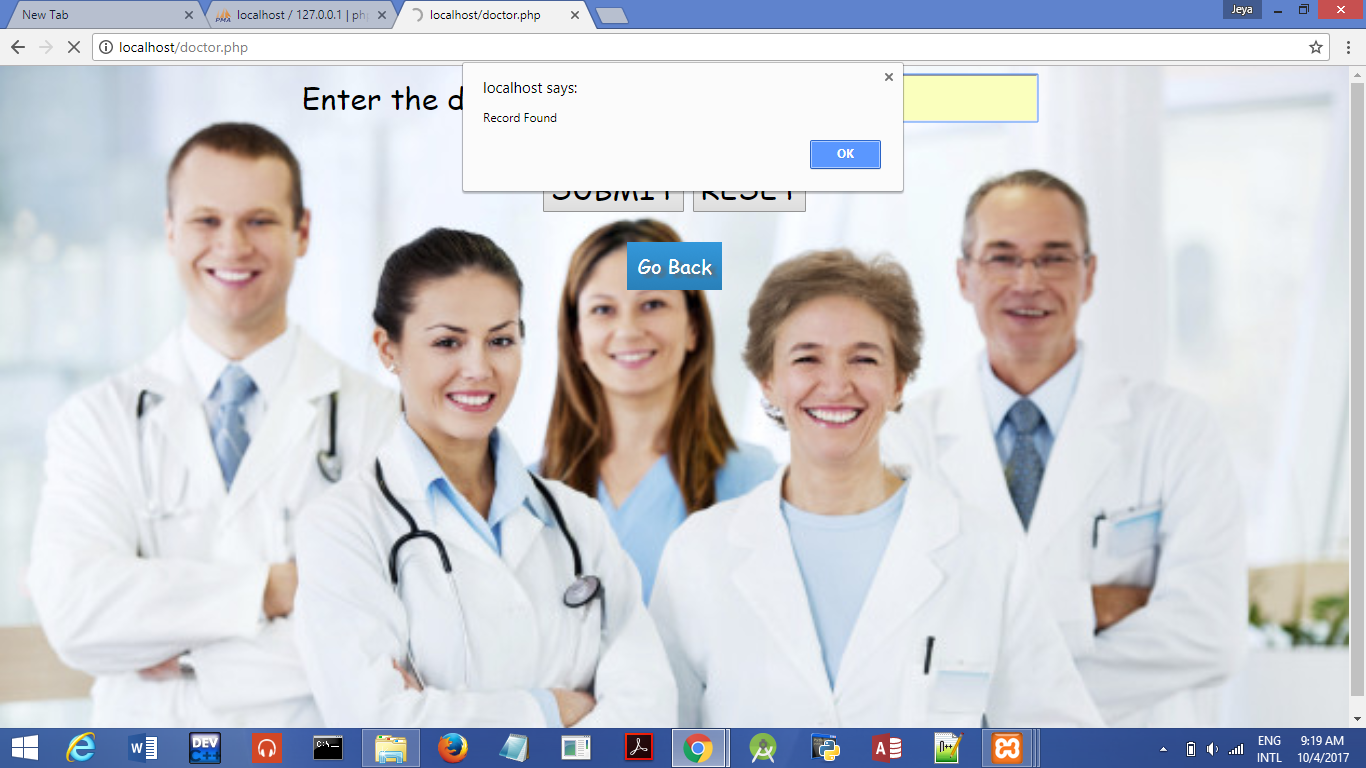 New Tab
localhost / 127.0.0.1 | ph
localhost/doctor.php
Jeya
localhost/doctor.php
Enter the d
localhost says:
Record Found
OK
SUBMIT RESET
Go Back
ENG
INTL
9:19 AM
10/4/2017